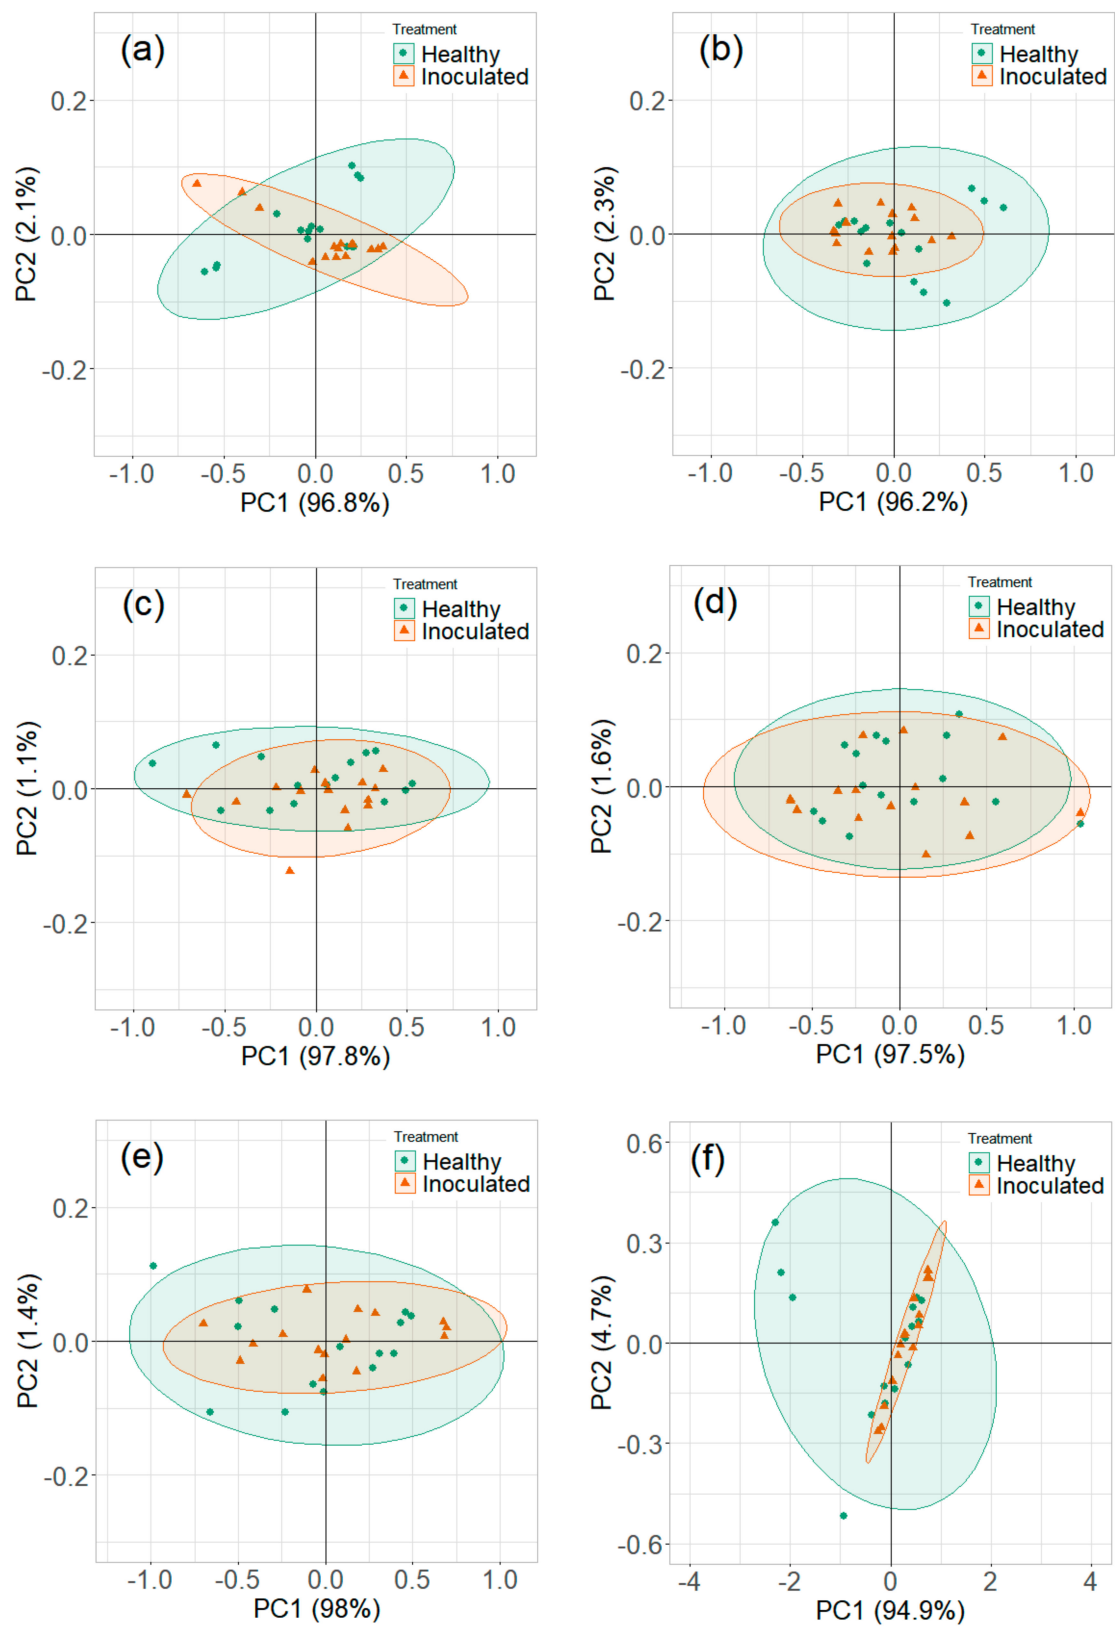 (a)
Treatment
Healthy
Inoculated
0.2
0.0
-0.2
PC2 (2.1%)
-1.0 -0.5 0.0 0.5 1.0
PC1 (96.8%)
(b)
Treatment
Healthy
Inoculated
0.2
0.0
-0.2
PC2 (2.3%)
-1.0 -0.5 0.0 0.5 1.0
PC1 (96.2%)
(c)
Treatment
Healthy
Inoculated
0.2
0.0
-0.2
PC2 (1.1%)
-1.0 -0.5 0.0 0.5 1.0
PC1 (97.8%)
(d)
Treatment
Healthy
Inoculated
0.2
0.0
-0.2
PC2 (1.6%)
-1.0 -0.5 0.0 0.5 1.0
PC1 (97.5%)
(e)
Treatment
Healthy
Inoculated
0.2
0.0
-0.2
PC2 (1.4%)
-1.0 -0.5 0.0 0.5 1.0
PC1 (98%)
(f)
Treatment
Healthy
Inoculated
0.6
0.3
0.0
-0.3
-0.6
PC2 (4.7%)
-4 -2 0 2 4
PC1 (94.9%)